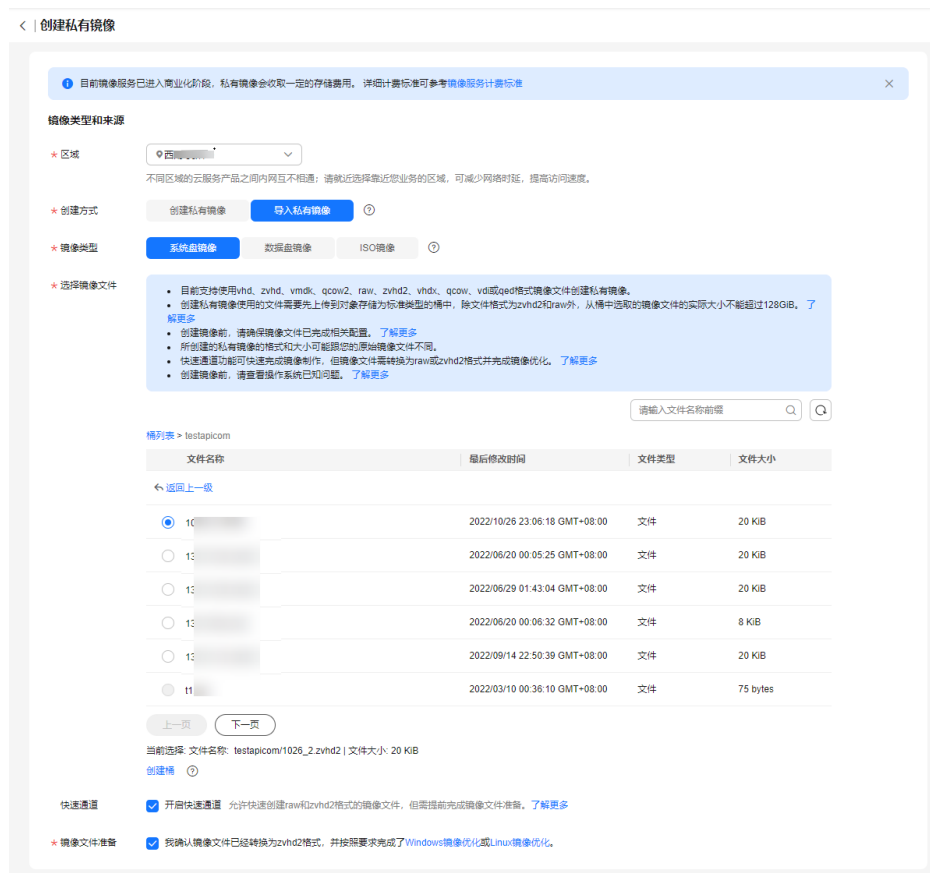 创建私有镜像
目前镜像服务已进入商业化阶段，私有镜像会收取一定的存储费用。 详细计费标准可参考镜像服务计费标准
镜像类型和来源
* 区域
西
不同区域的云服务产品之间内网互不相通；请就近选择靠近您业务的区域，可减少网络时延，提高访问速度。
* 创建方式 创建私有镜像 导入私有镜像
* 镜像类型 系统盘镜像 数据盘镜像 ISO镜像
* 选择镜像文件
• 目前支持使用vhd、zvhd、vmdk、qcow2、raw、zvhd2、vhdx、qcow、vdi或qed格式镜像文件创建私有镜像。
• 创建私有镜像使用的文件需要先上传到对象存储为标准类型的桶中，除文件格式为zvhd2和raw外，从桶中选取的镜像文件的实际大小不能超过128GiB。 了
解更多
• 创建镜像前，请确保镜像文件已完成相关配置。 了解更多
• 所创建的私有镜像的格式和大小可能跟您的原始镜像文件不同。
• 快速通道功能可快速完成镜像制作，但镜像文件需转换为raw或zvhd2格式并完成镜像优化。 了解更多
• 创建镜像前，请查看操作系统已知问题。 了解更多
请输入文件名称前缀
桶列表 > testapicom
文件名称 最后修改时间 文件类型 文件大小
返回上一级
10 2022/10/26 23:06:18 GMT+08:00 文件 20 KiB
13 2022/06/20 00:05:25 GMT+08:00 文件 20 KiB
13 2022/06/29 01:43:04 GMT+08:00 文件 20 KiB
13 2022/06/20 00:06:32 GMT+08:00 文件 8 KiB
13 2022/09/14 22:50:39 GMT+08:00 文件 20 KiB
t1 2022/03/10 00:36:10 GMT+08:00 文件 75 bytes
上一页 下一页
当前选择: 文件名称: testapicom/1026_2.zvhd2 | 文件大小: 20 KiB
创建桶
快速通道 开启快速通道 允许快速创建raw和zvhd2格式的镜像文件，但需提前完成镜像文件准备。了解更多
* 镜像文件准备 我确认镜像文件已经转换为zvhd2格式，并按照要求完成了Windows镜像优化或Linux镜像优化。